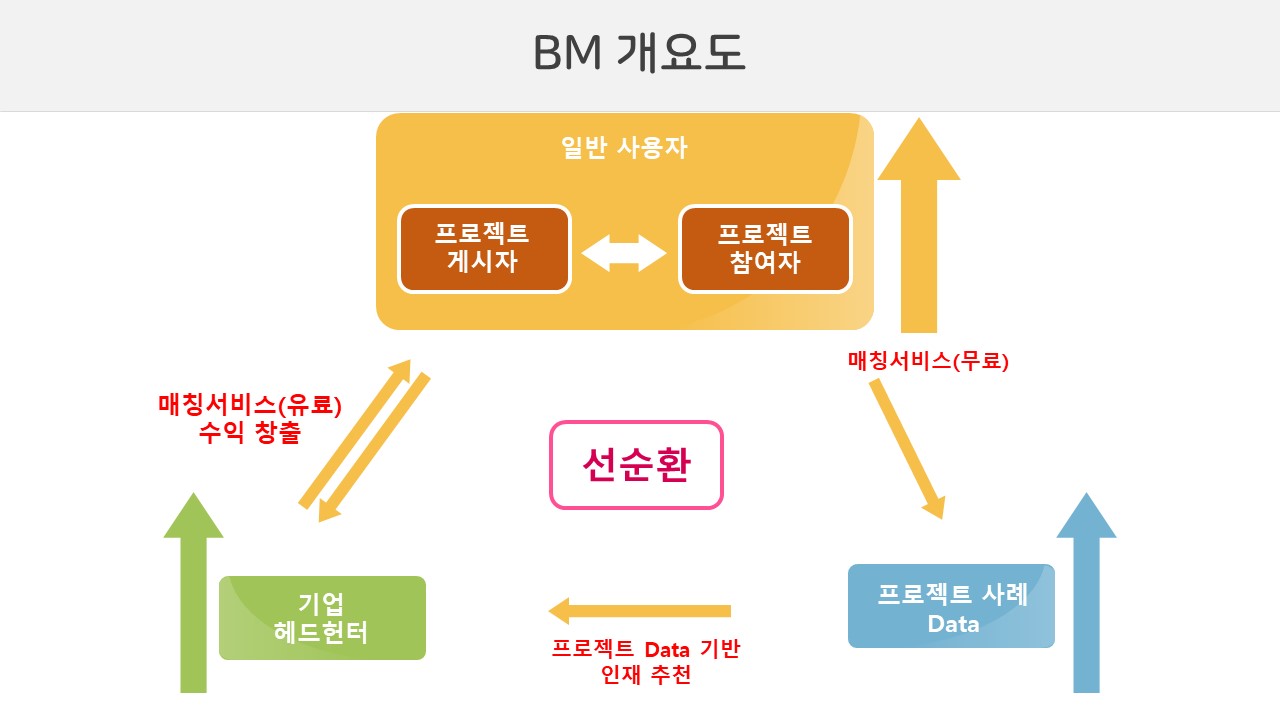 BM 개요도
일반 사용자
프로젝트
게시자
프로젝트
참여자
매칭서비스(무료)
매칭서비스(유료)
수익 창출
선순환
기업
헤드헌터
프로젝트 사례
Data
프로젝트 Data 기반
인재 추천